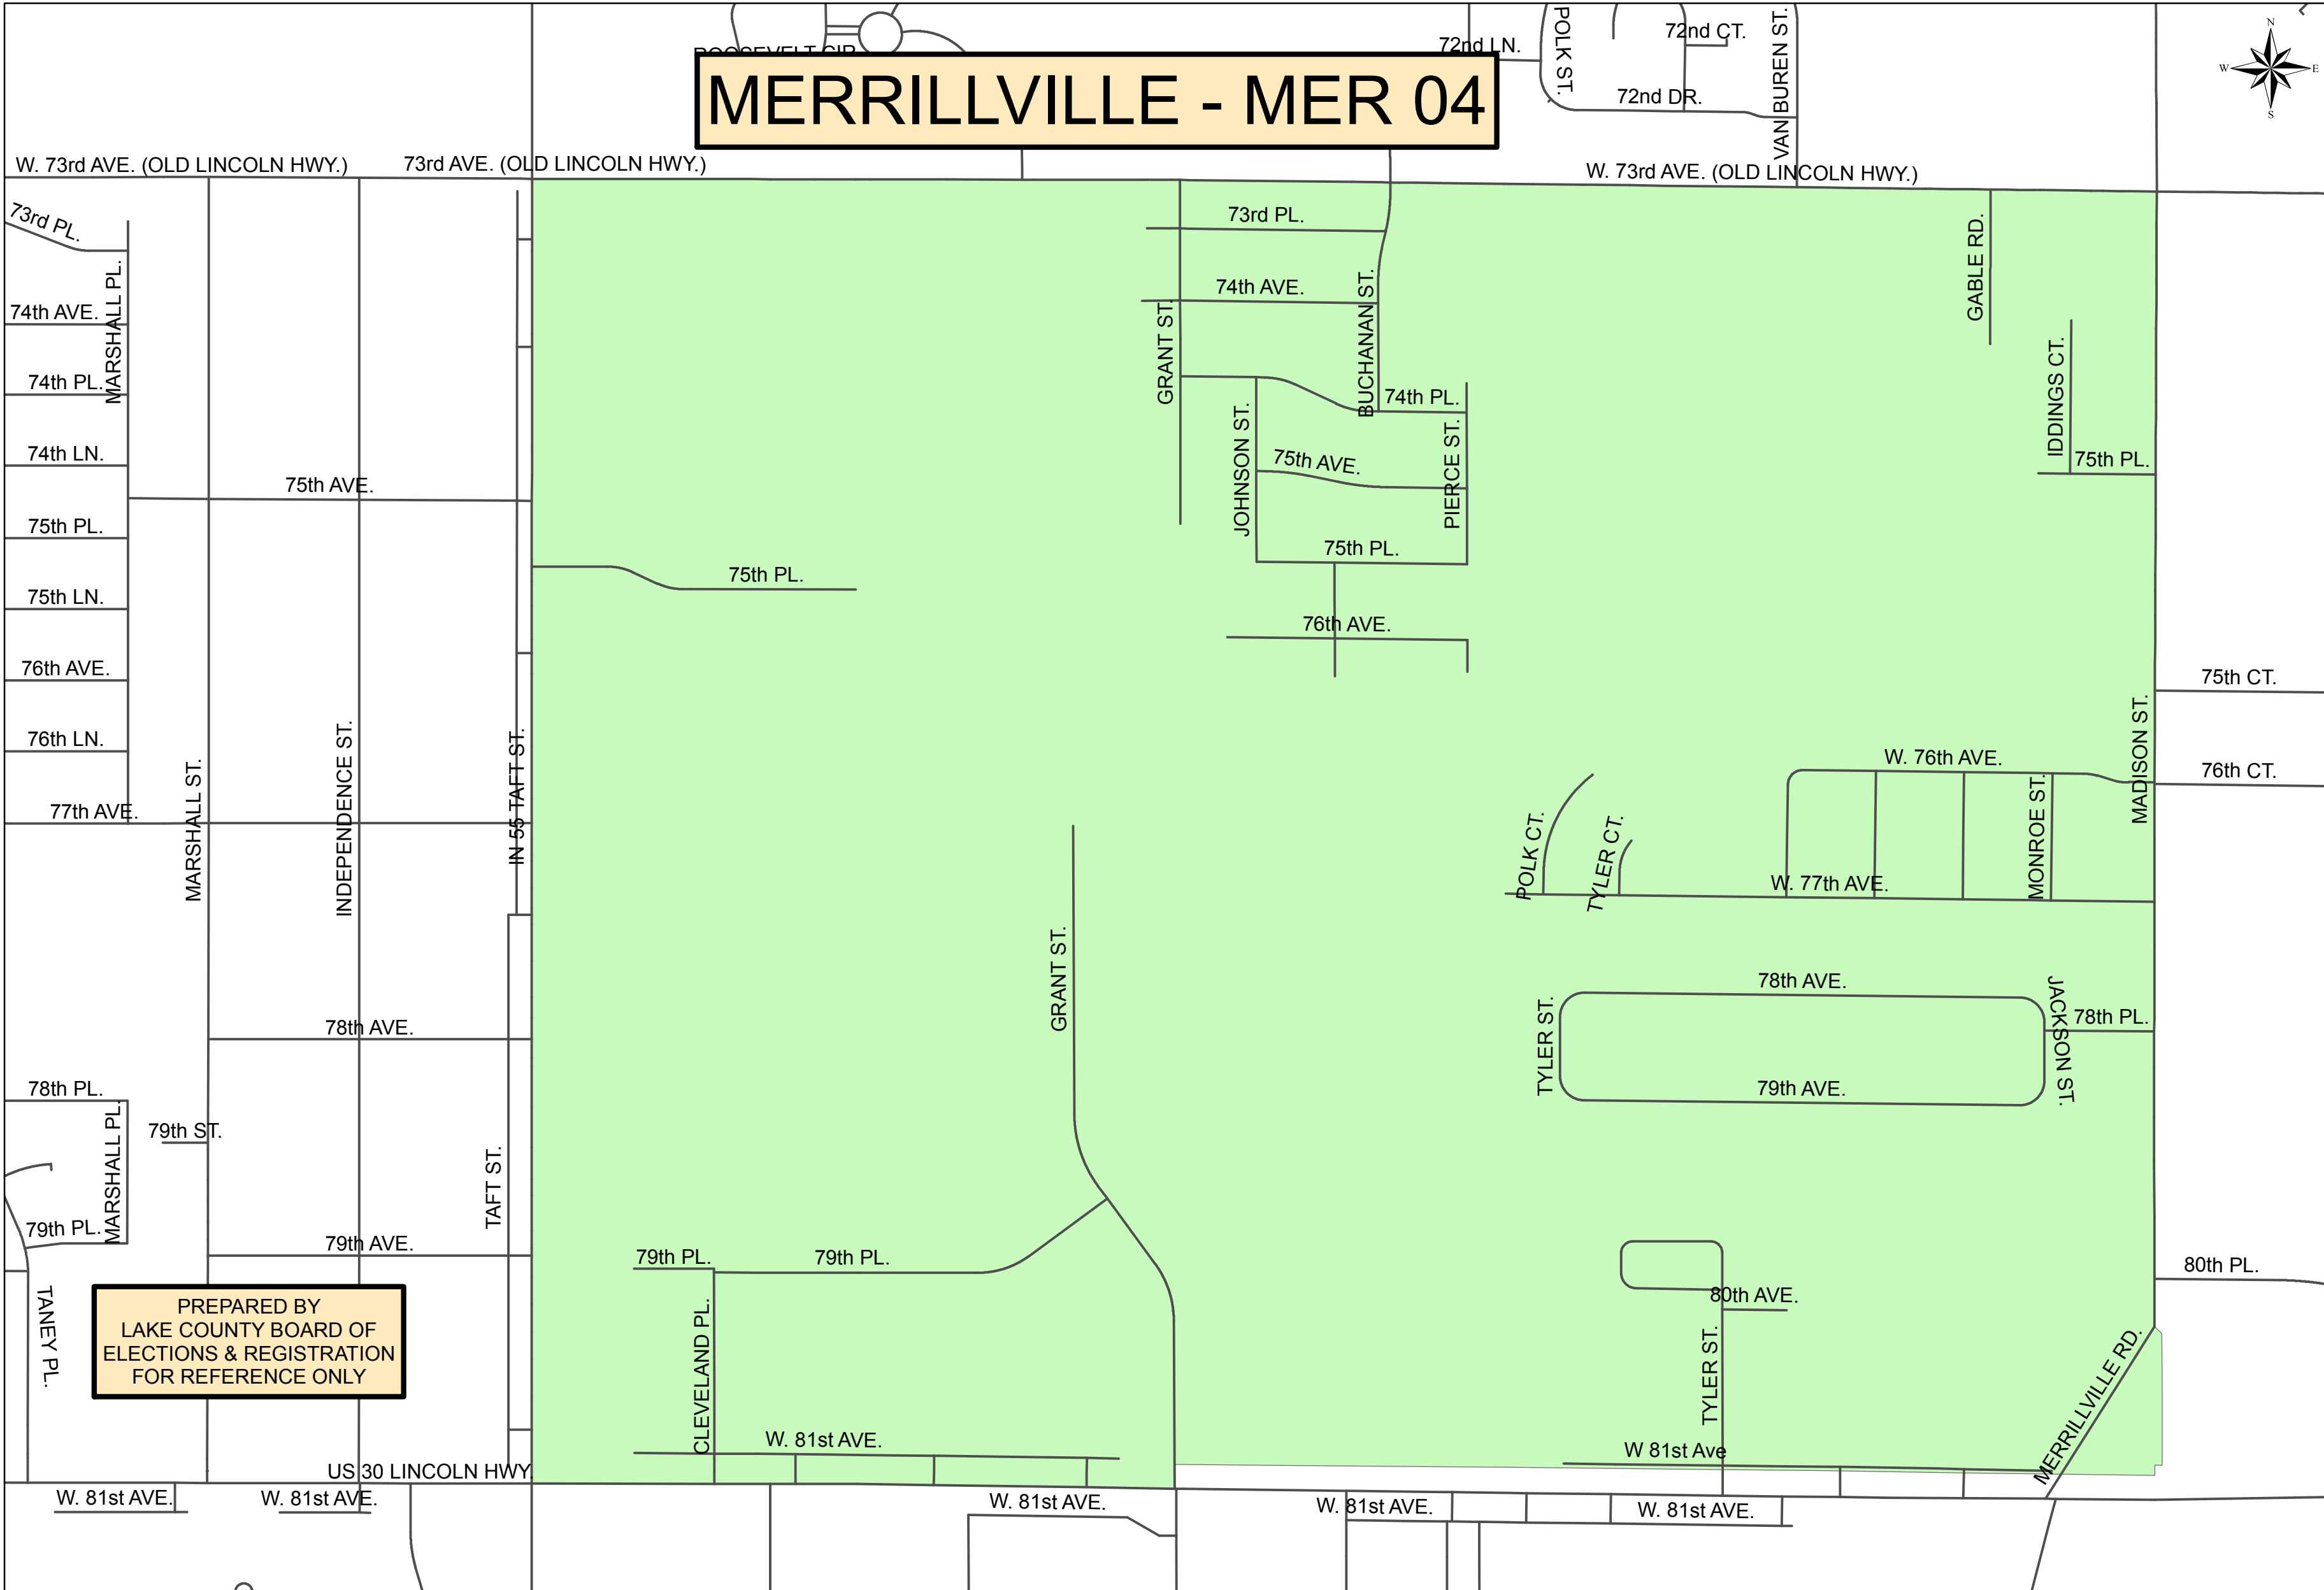 N
W
E
S
ROOSEVELT CIR
72nd LN.
POLK ST.
72nd CT.
72nd DR.
VAN BUREN ST.
MERRILLVILLE - MER 04
W. 73rd AVE. (OLD LINCOLN HWY.)
73rd AVE. (OLD LINCOLN HWY.)
W. 73rd AVE. (OLD LINCOLN HWY.)
73rd PL.
73rd PL.
GABLE RD.
74th AVE.
MARSHALL PL.
74th AVE.
GRANT ST.
BUCHANAN ST.
IDDINGS CT.
74th PL.
74th PL.
74th LN.
JOHNSON ST.
75th AVE.
PIERCE ST.
75th PL.
75th AVE.
75th PL.
75th PL.
75th PL.
75th LN.
76th AVE.
76th AVE.
75th CT.
76th LN.
MARSHALL ST.
INDEPENDENCE ST.
IN 55 TAFT ST.
MADISON ST.
W. 76th AVE.
76th CT.
77th AVE.
POLK CT.
TYLER CT.
MONROE ST.
W. 77th AVE.
GRANT ST.
78th AVE.
78th AVE.
TYLER ST.
JACKSON ST.
78th PL.
78th PL.
79th AVE.
MARSHALL PL.
79th ST.
TAFT ST.
79th PL.
79th AVE.
79th PL.
79th PL.
80th PL.
TANEY PL.
PREPARED BY
LAKE COUNTY BOARD OF
ELECTIONS & REGISTRATION
FOR REFERENCE ONLY
CLEVELAND PL.
80th AVE.
TYLER ST.
MERRILLVILLE RD.
W. 81st AVE.
W 81st Ave
US 30 LINCOLN HWY.
W. 81st AVE.
W. 81st AVE.
W. 81st AVE.
W. 81st AVE.
W. 81st AVE.